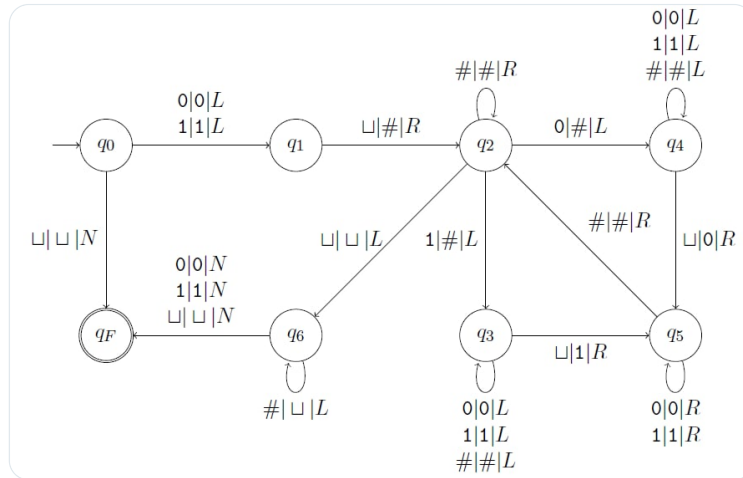 0|0|L
1|1|L
#|#|L
#|#|R
0|0|L
1|1|L
⊔|#|R
0|#|L
q0
q1
q2
q4
#|#|R
⊔|⊔|N
⊔|⊔|L
1|#|L
⊔|0|R
0|0|N
1|1|N
⊔|⊔|N
qF
q6
q3
q5
⊔|1|R
#|⊔|L
0|0|L
1|1|L
#|#|L
0|0|R
1|1|R